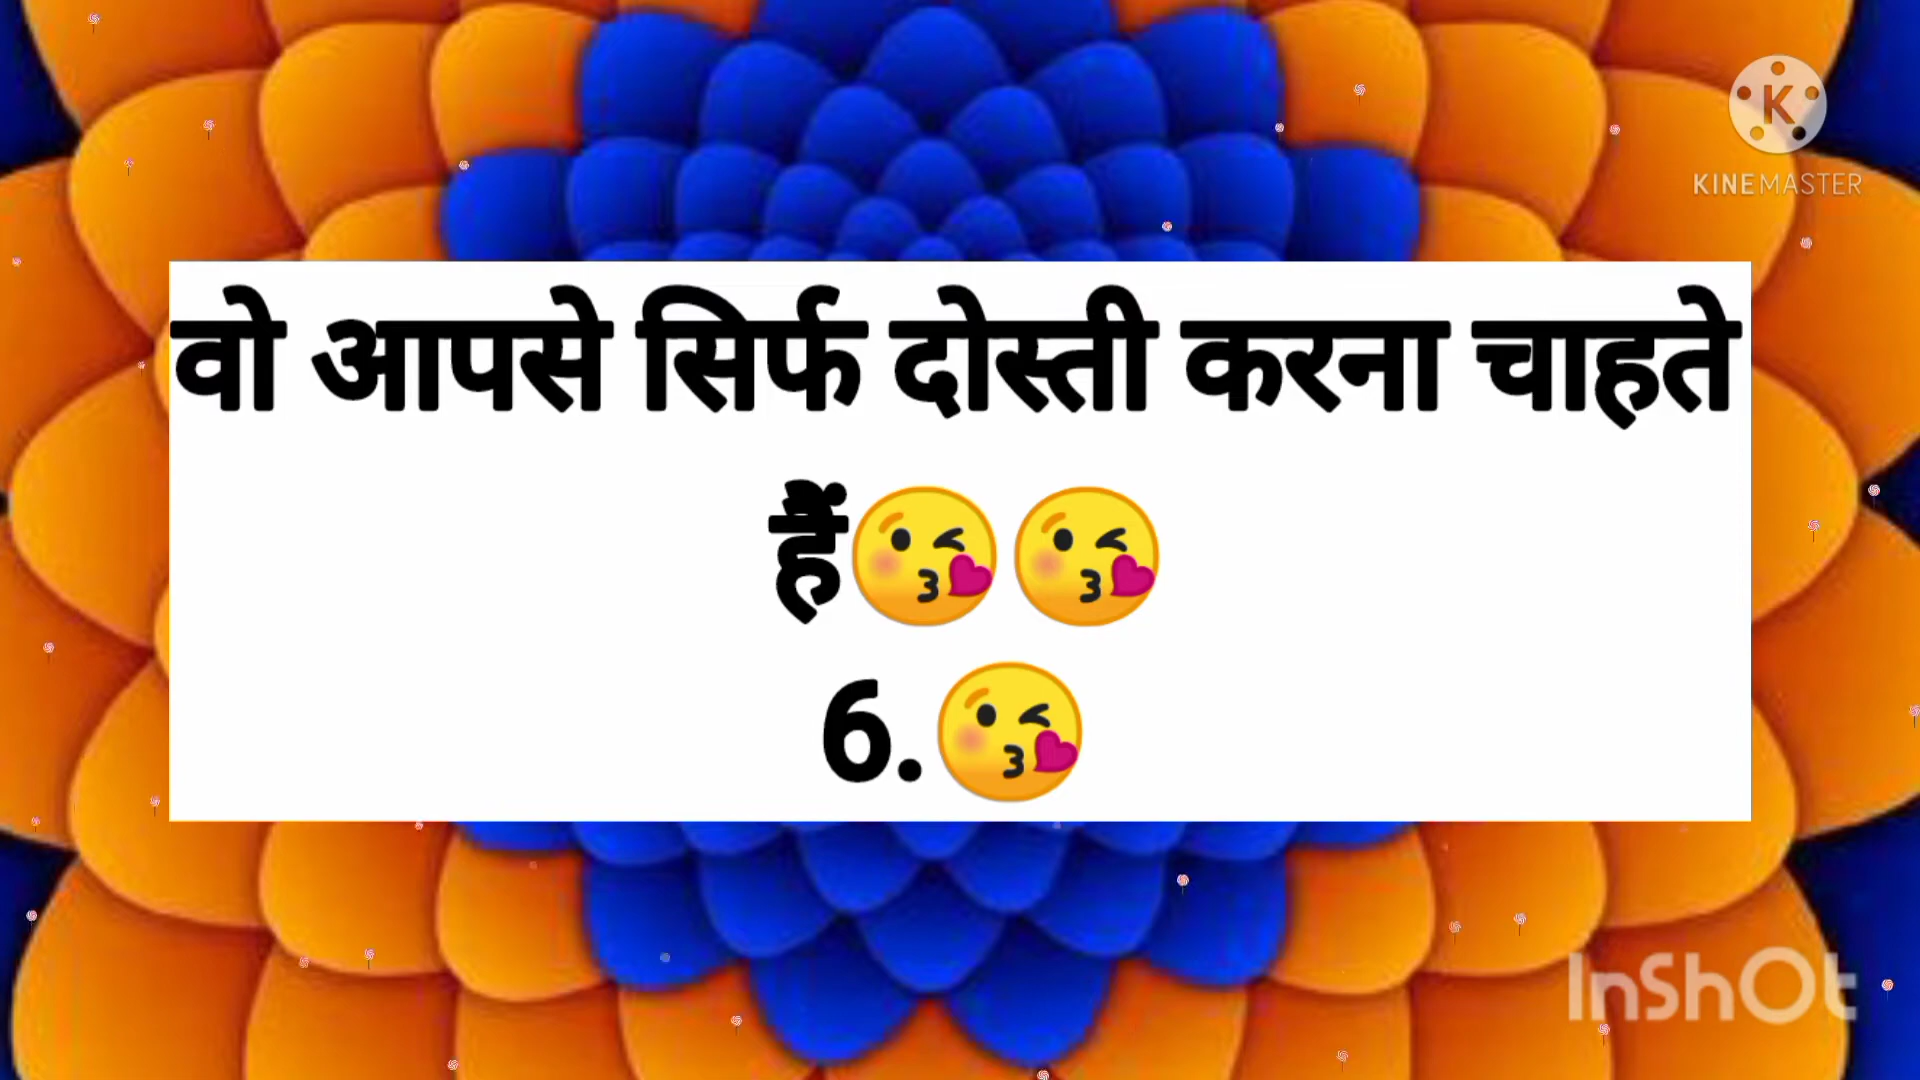 K
KINEMASTER
वो आपसे सिर्फ दोस्ती करना चाहते
हैं😘😘
6.😘
InShOt